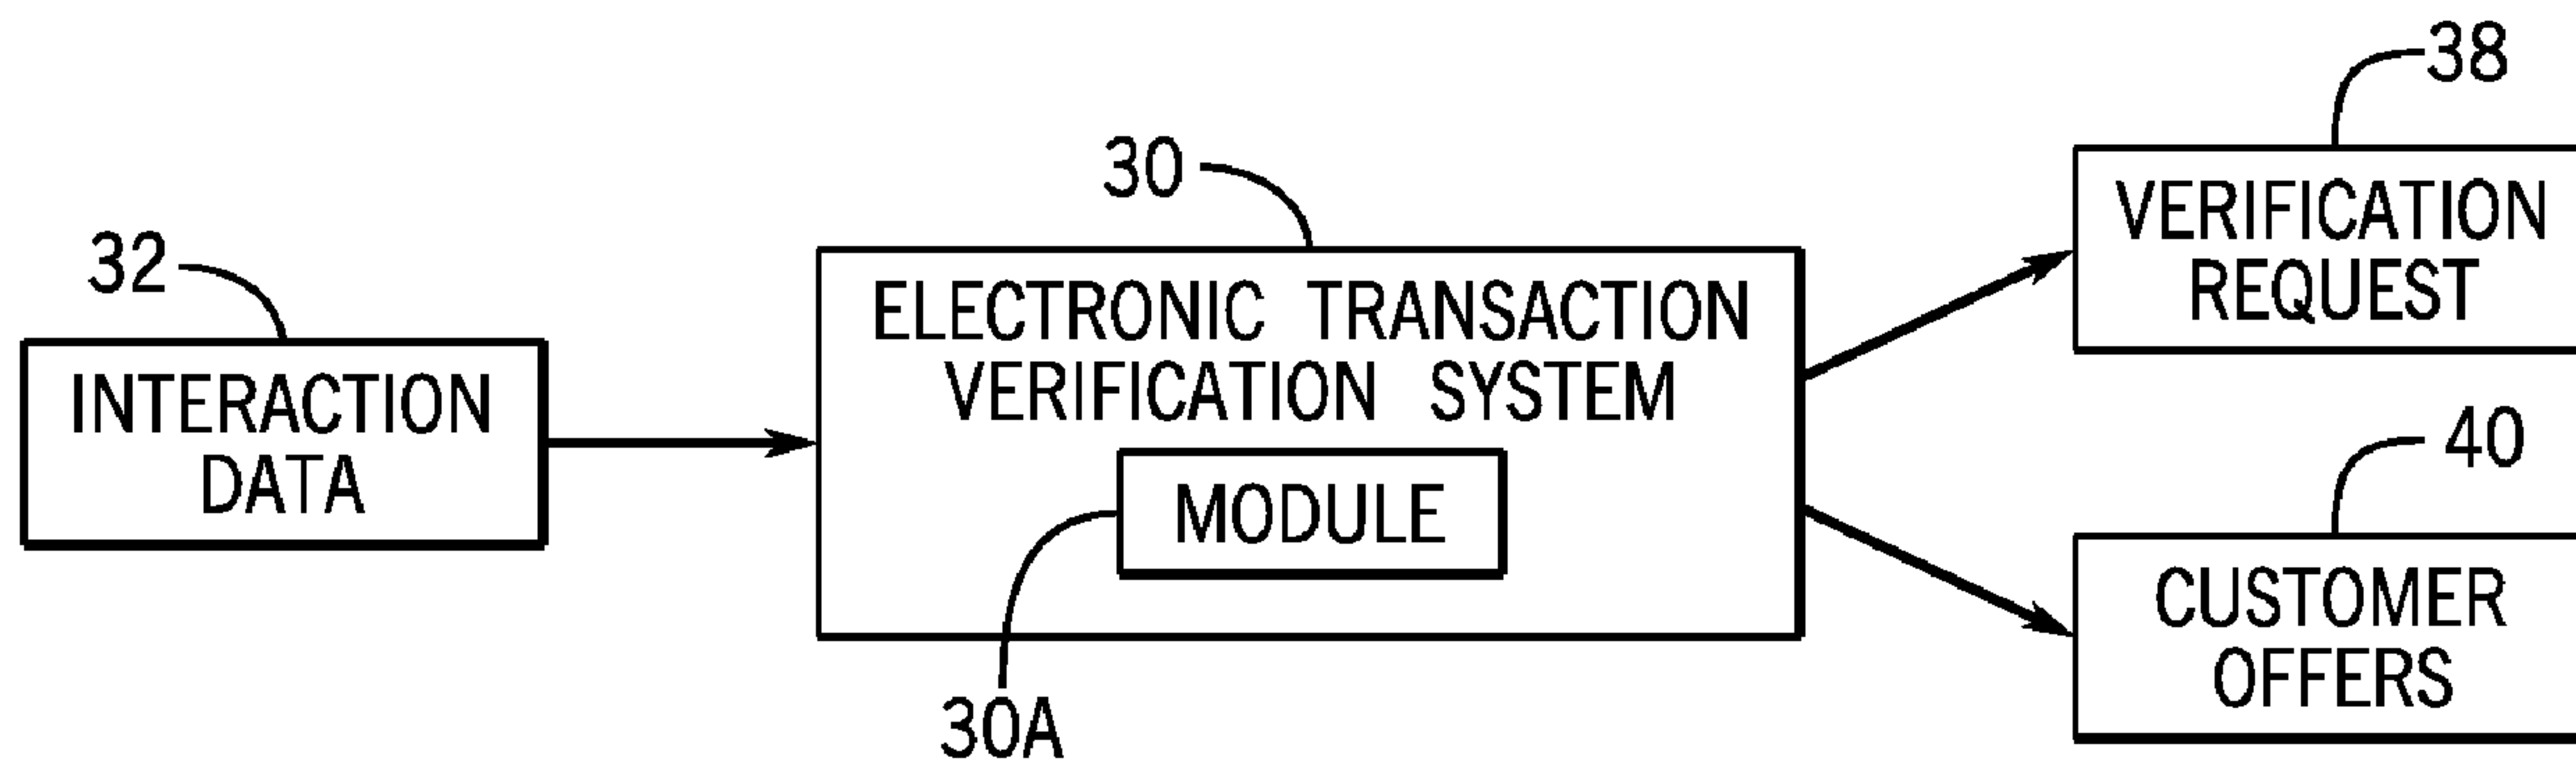 32
INTERACTION
DATA
30
ELECTRONIC TRANSACTION
VERIFICATION SYSTEM
MODULE
30A
38
VERIFICATION
REQUEST
40
CUSTOMER
OFFERS